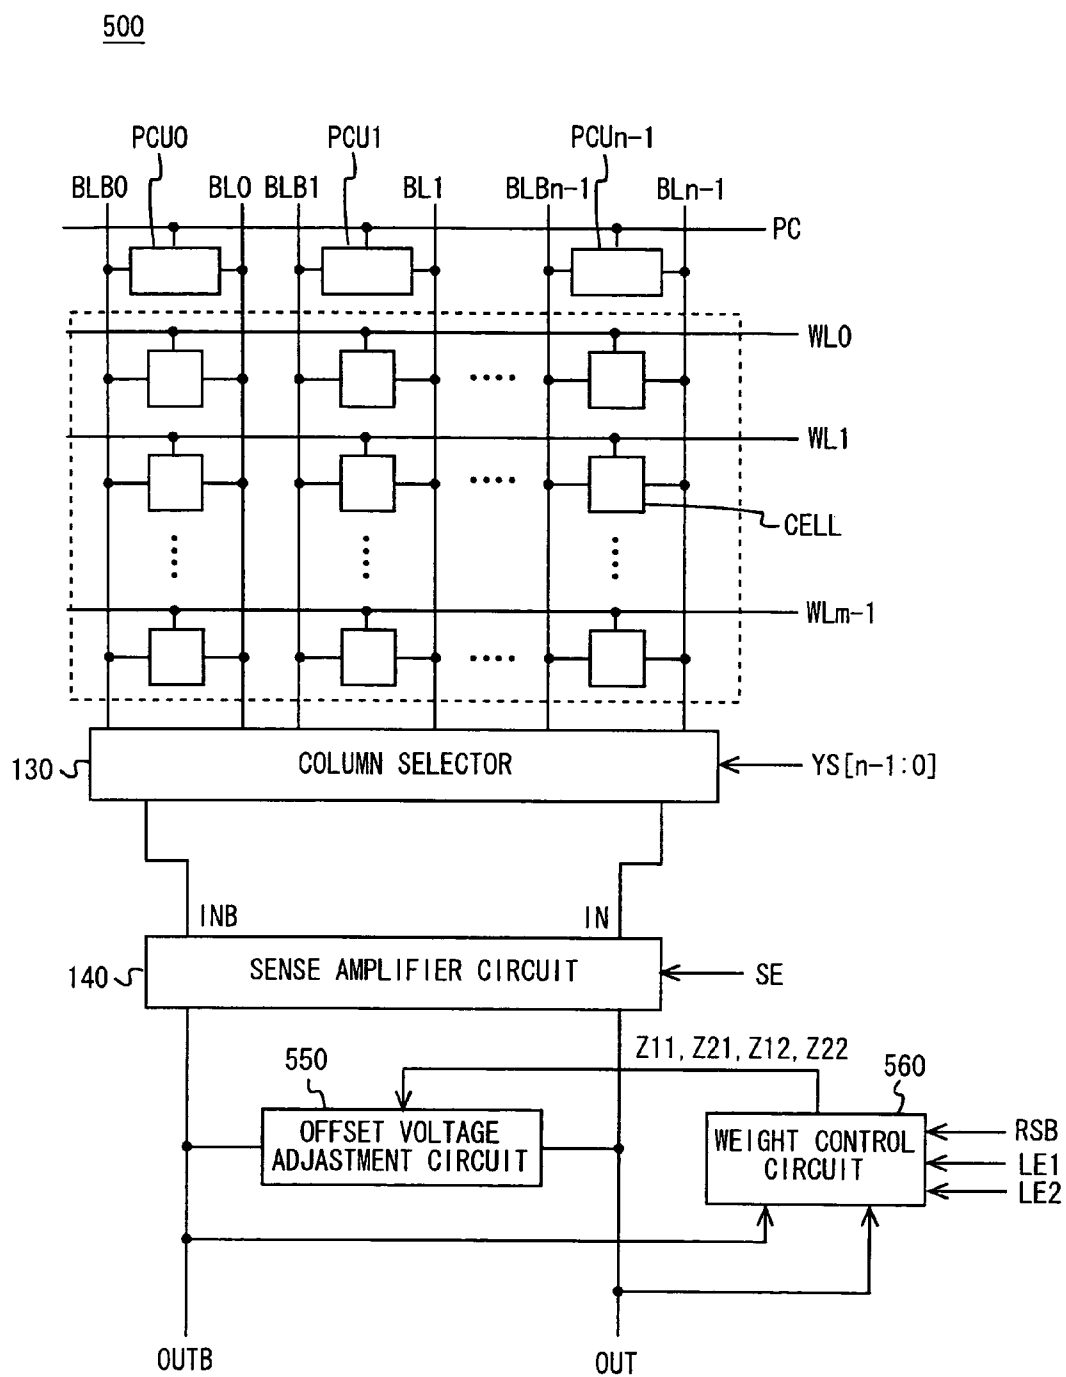 500
PCU0 PCU1 PCUn-1
BLB0 BL0 BLB1 BL1 BLBn-1 BLn-1
PC
WL0
WL1
CELL
WLm-1
130 COLUMN SELECTOR YS[n-1:0]
INB IN
140 SENSE AMPLIFIER CIRCUIT SE
Z11, Z21, Z12, Z22
550 560
OFFSET VOLTAGE
ADJASTMENT CIRCUIT
WEIGHT CONTROL
CIRCUIT
RSB
LE1
LE2
OUTB OUT